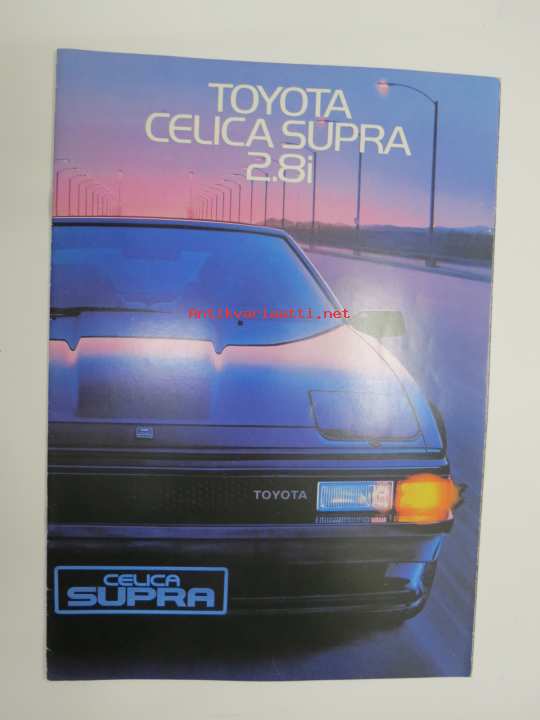 TOYOTA
CELICA SUPRA
2.8i
Antikvariaatti.net
TOYOTA
CELICA
SUPRA